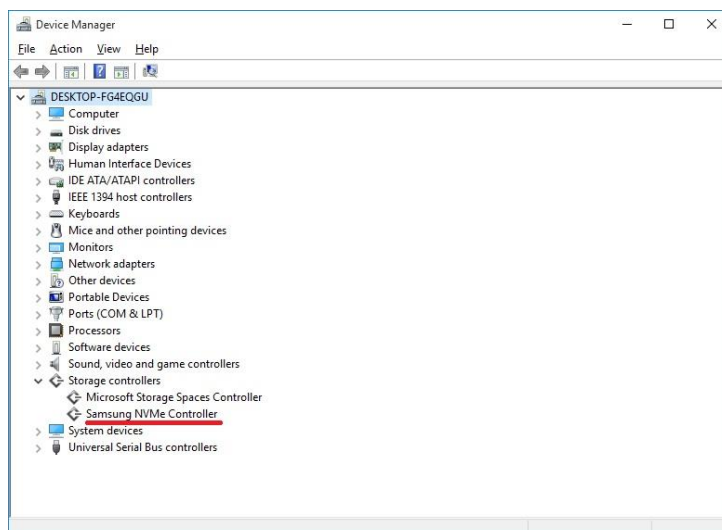 Device Manager
File Action View Help
DESKTOP-FG4EQGU
Computer
Disk drives
Display adapters
Human Interface Devices
IDE ATA/ATAPI controllers
IEEE 1394 host controllers
Keyboards
Mice and other pointing devices
Monitors
Network adapters
Other devices
Portable Devices
Ports (COM & LPT)
Processors
Software devices
Sound, video and game controllers
Storage controllers
Microsoft Storage Spaces Controller
Samsung NVMe Controller
System devices
Universal Serial Bus controllers